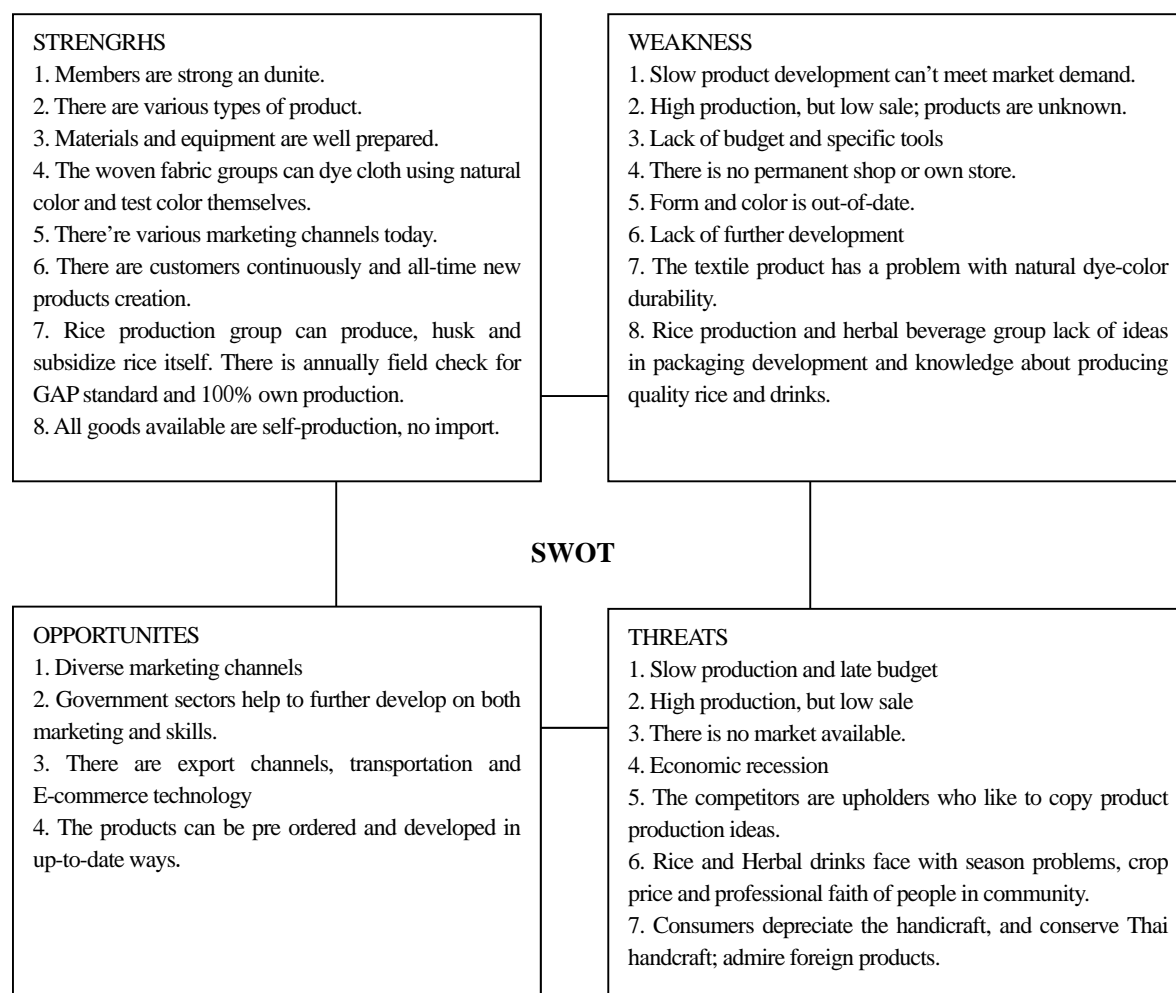 STRENGRHS
1. Members are strong an dunite.
2. There are various types of product.
3. Materials and equipment are well prepared.
4. The woven fabric groups can dye cloth using natural
color and test color themselves.
5. There’re various marketing channels today.
6. There are customers continuously and all-time new
products creation.
7. Rice production group can produce, husk and
subsidize rice itself. There is annually field check for
GAP standard and 100% own production.
8. All goods available are self-production, no import.
WEAKNESS
1. Slow product development can’t meet market demand.
2. High production, but low sale; products are unknown.
3. Lack of budget and specific tools
4. There is no permanent shop or own store.
5. Form and color is out-of-date.
6. Lack of further development
7. The textile product has a problem with natural dye-color
durability.
8. Rice production and herbal beverage group lack of ideas
in packaging development and knowledge about producing
quality rice and drinks.
SWOT
OPPORTUNITES
1. Diverse marketing channels
2. Government sectors help to further develop on both
marketing and skills.
3. There are export channels, transportation and
E-commerce technology
4. The products can be pre ordered and developed in
up-to-date ways.
THREATS
1. Slow production and late budget
2. High production, but low sale
3. There is no market available.
4. Economic recession
5. The competitors are upholders who like to copy product
production ideas.
6. Rice and Herbal drinks face with season problems, crop
price and professional faith of people in community.
7. Consumers depreciate the handicraft, and conserve Thai
handcraft; admire foreign products.